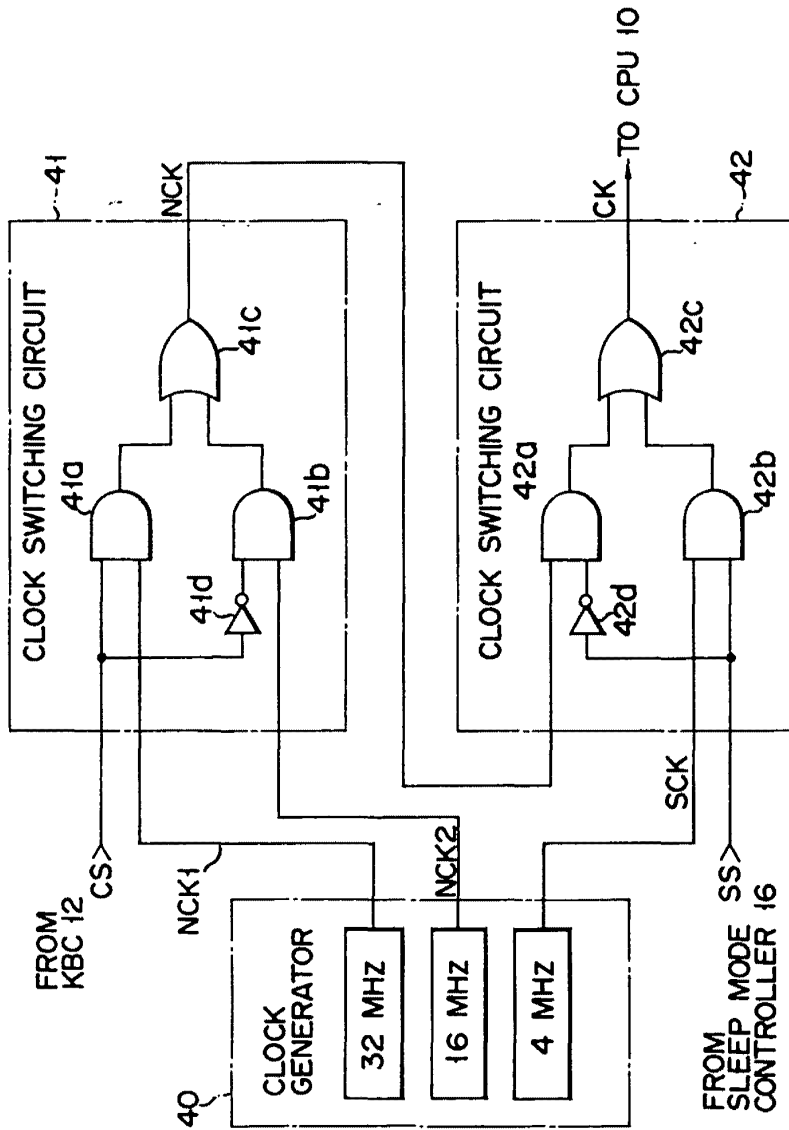 41
CLOCK SWITCHING CIRCUIT
41a
41b
41c
41d
NCK
FROM
KBC 12
CS
NCK1
40
CLOCK
GENERATOR
32 MHZ
16 MHZ
4 MHZ
NCK2
SCK
FROM
SLEEP MODE
CONTROLLER 16
SS
CLOCK SWITCHING CIRCUIT
42a
42b
42c
42d
CK
TO CPU 10
42